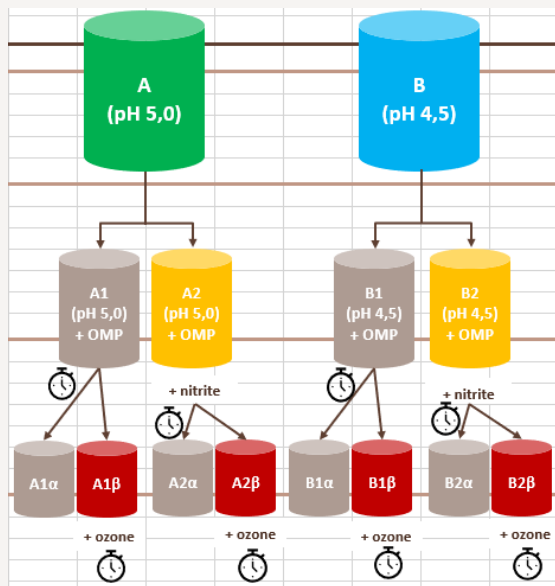 A
(pH 5,0)
B
(pH 4,5)
A1
(pH 5,0)
+ OMP
A2
(pH 5,0)
+ OMP
B1
(pH 4,5)
+ OMP
B2
(pH 4,5)
+ OMP
+ nitrite
+ nitrite
A1α
A1β
A2α
A2β
B1α
B1β
B2α
B2β
+ ozone
+ ozone
+ ozone
+ ozone